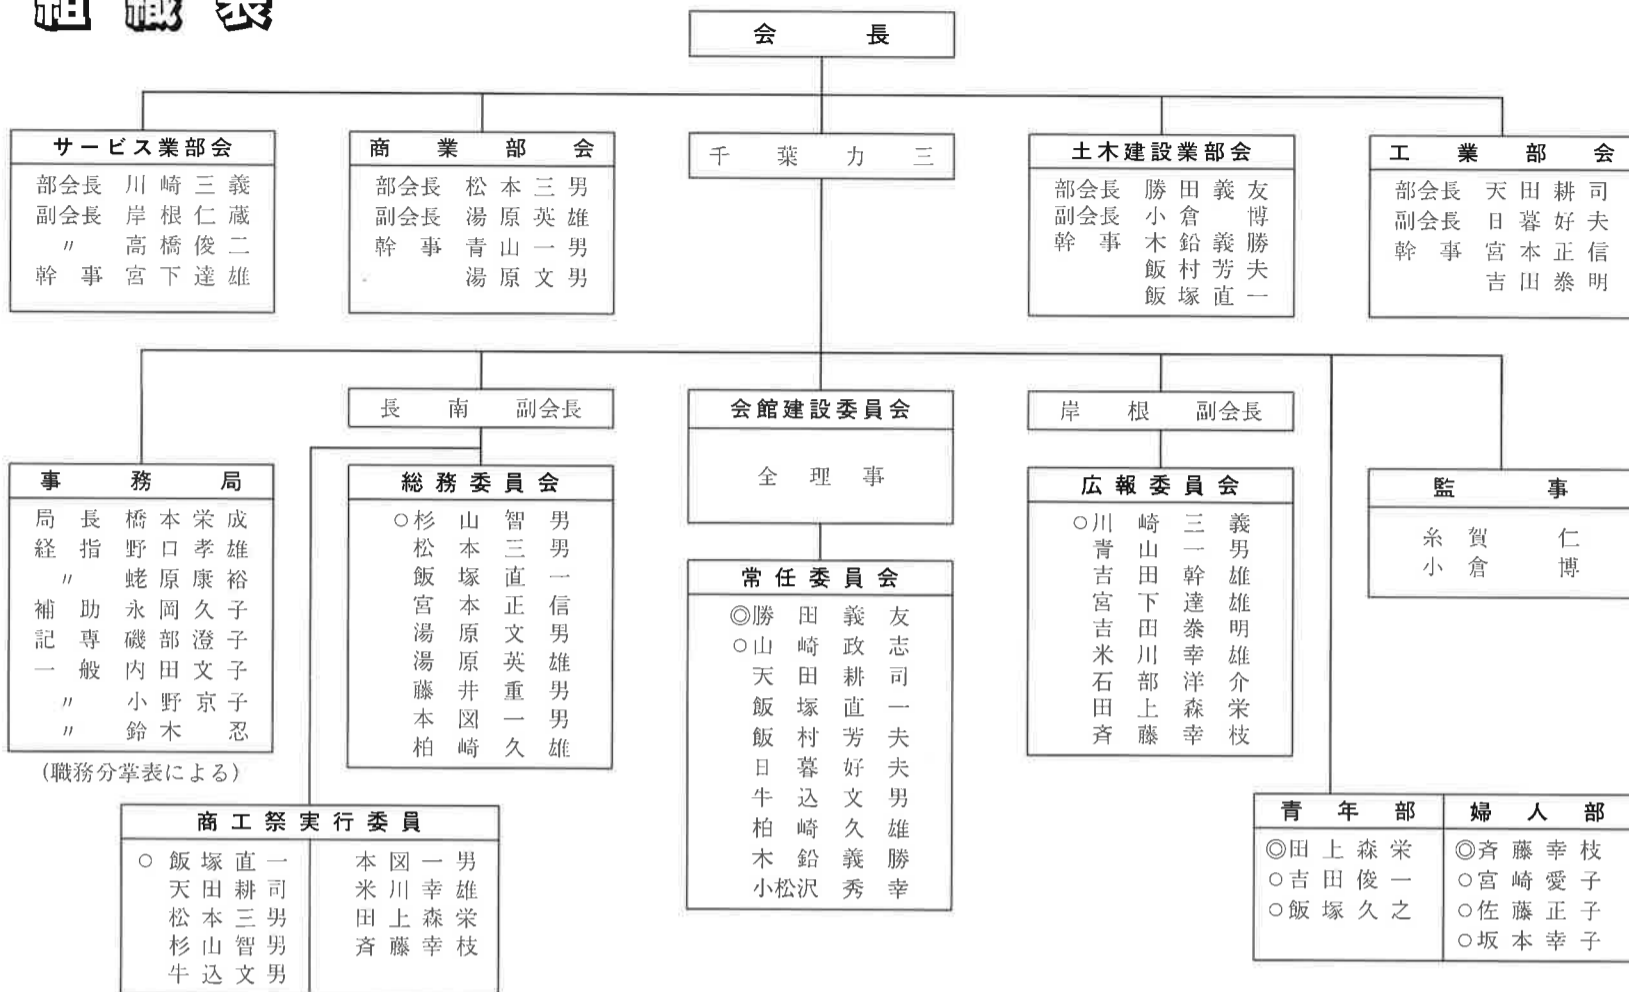 組織表
会長
サービス業部会
部会長 川崎三義
副会長 岸根仁蔵
〃 高橋俊二
幹事 宮下達雄
商業部会
部会長 松本三男
副会長 湯原英雄
幹事 青山一男
湯原文男
千葉力三
土木建設業部会
部会長 勝田義友
副会長 小倉博
幹事 木鉛義勝
飯村芳夫
飯塚直一
工業部会
部会長 天田耕司
副会長 日暮好夫
幹事 宮本正信
吉田泰明
長南副会長
会館建設委員会
全理事
岸根副会長
事務局
局長 橋本栄成
経指 野口孝雄
〃 蛯原康裕
補助 永岡久子
記専 磯部澄子
一般 内田文子
〃 小野京子
〃 鈴木忍
(職務分掌表による)
総務委員会
○杉山智男
松本三男
飯塚直一
宮本正信
湯原文男
湯原英雄
藤井重男
本図一男
柏崎久雄
常任委員会
◎勝田義友
○山崎政志
天田耕司
飯塚直一
飯村芳夫
日暮好夫
牛込文男
柏崎久雄
木鉛義勝
小松沢秀幸
広報委員会
○川崎三義
青山一男
吉田幹雄
宮下達雄
吉田泰明
米川幸雄
石部洋介
田上森栄
斉藤幸枝
監事
糸賀仁
小倉博
商工祭実行委員
○飯塚直一
天田耕司
松本三男
杉山智男
牛込文男
本図一男
米川幸雄
田上森栄
斉藤幸枝
青年部
◎田上森栄
○吉田俊一
○飯塚久之
婦人部
◎斉藤幸枝
○宮崎愛子
○佐藤正子
○坂本幸子